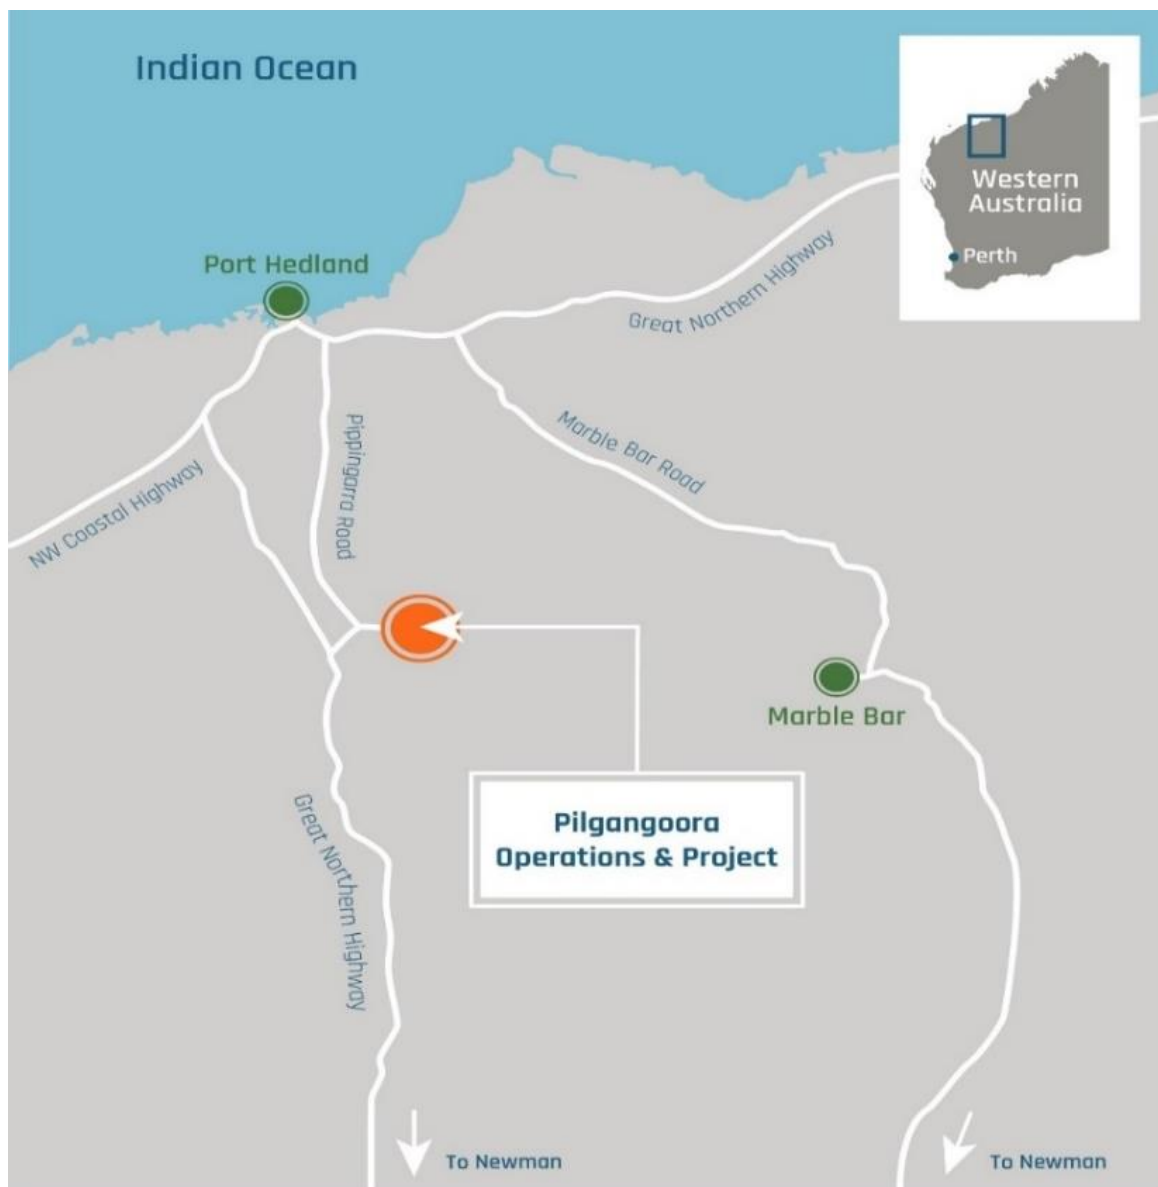 Indian Ocean
Western
Australia
Perth
Port Hedland
Great Northern Highway
Marble Bar Road
Pippingarra Road
NW Coastal Highway
Marble Bar
Pilgangoora
Operations & Project
Great Northern Highway
To Newman
To Newman